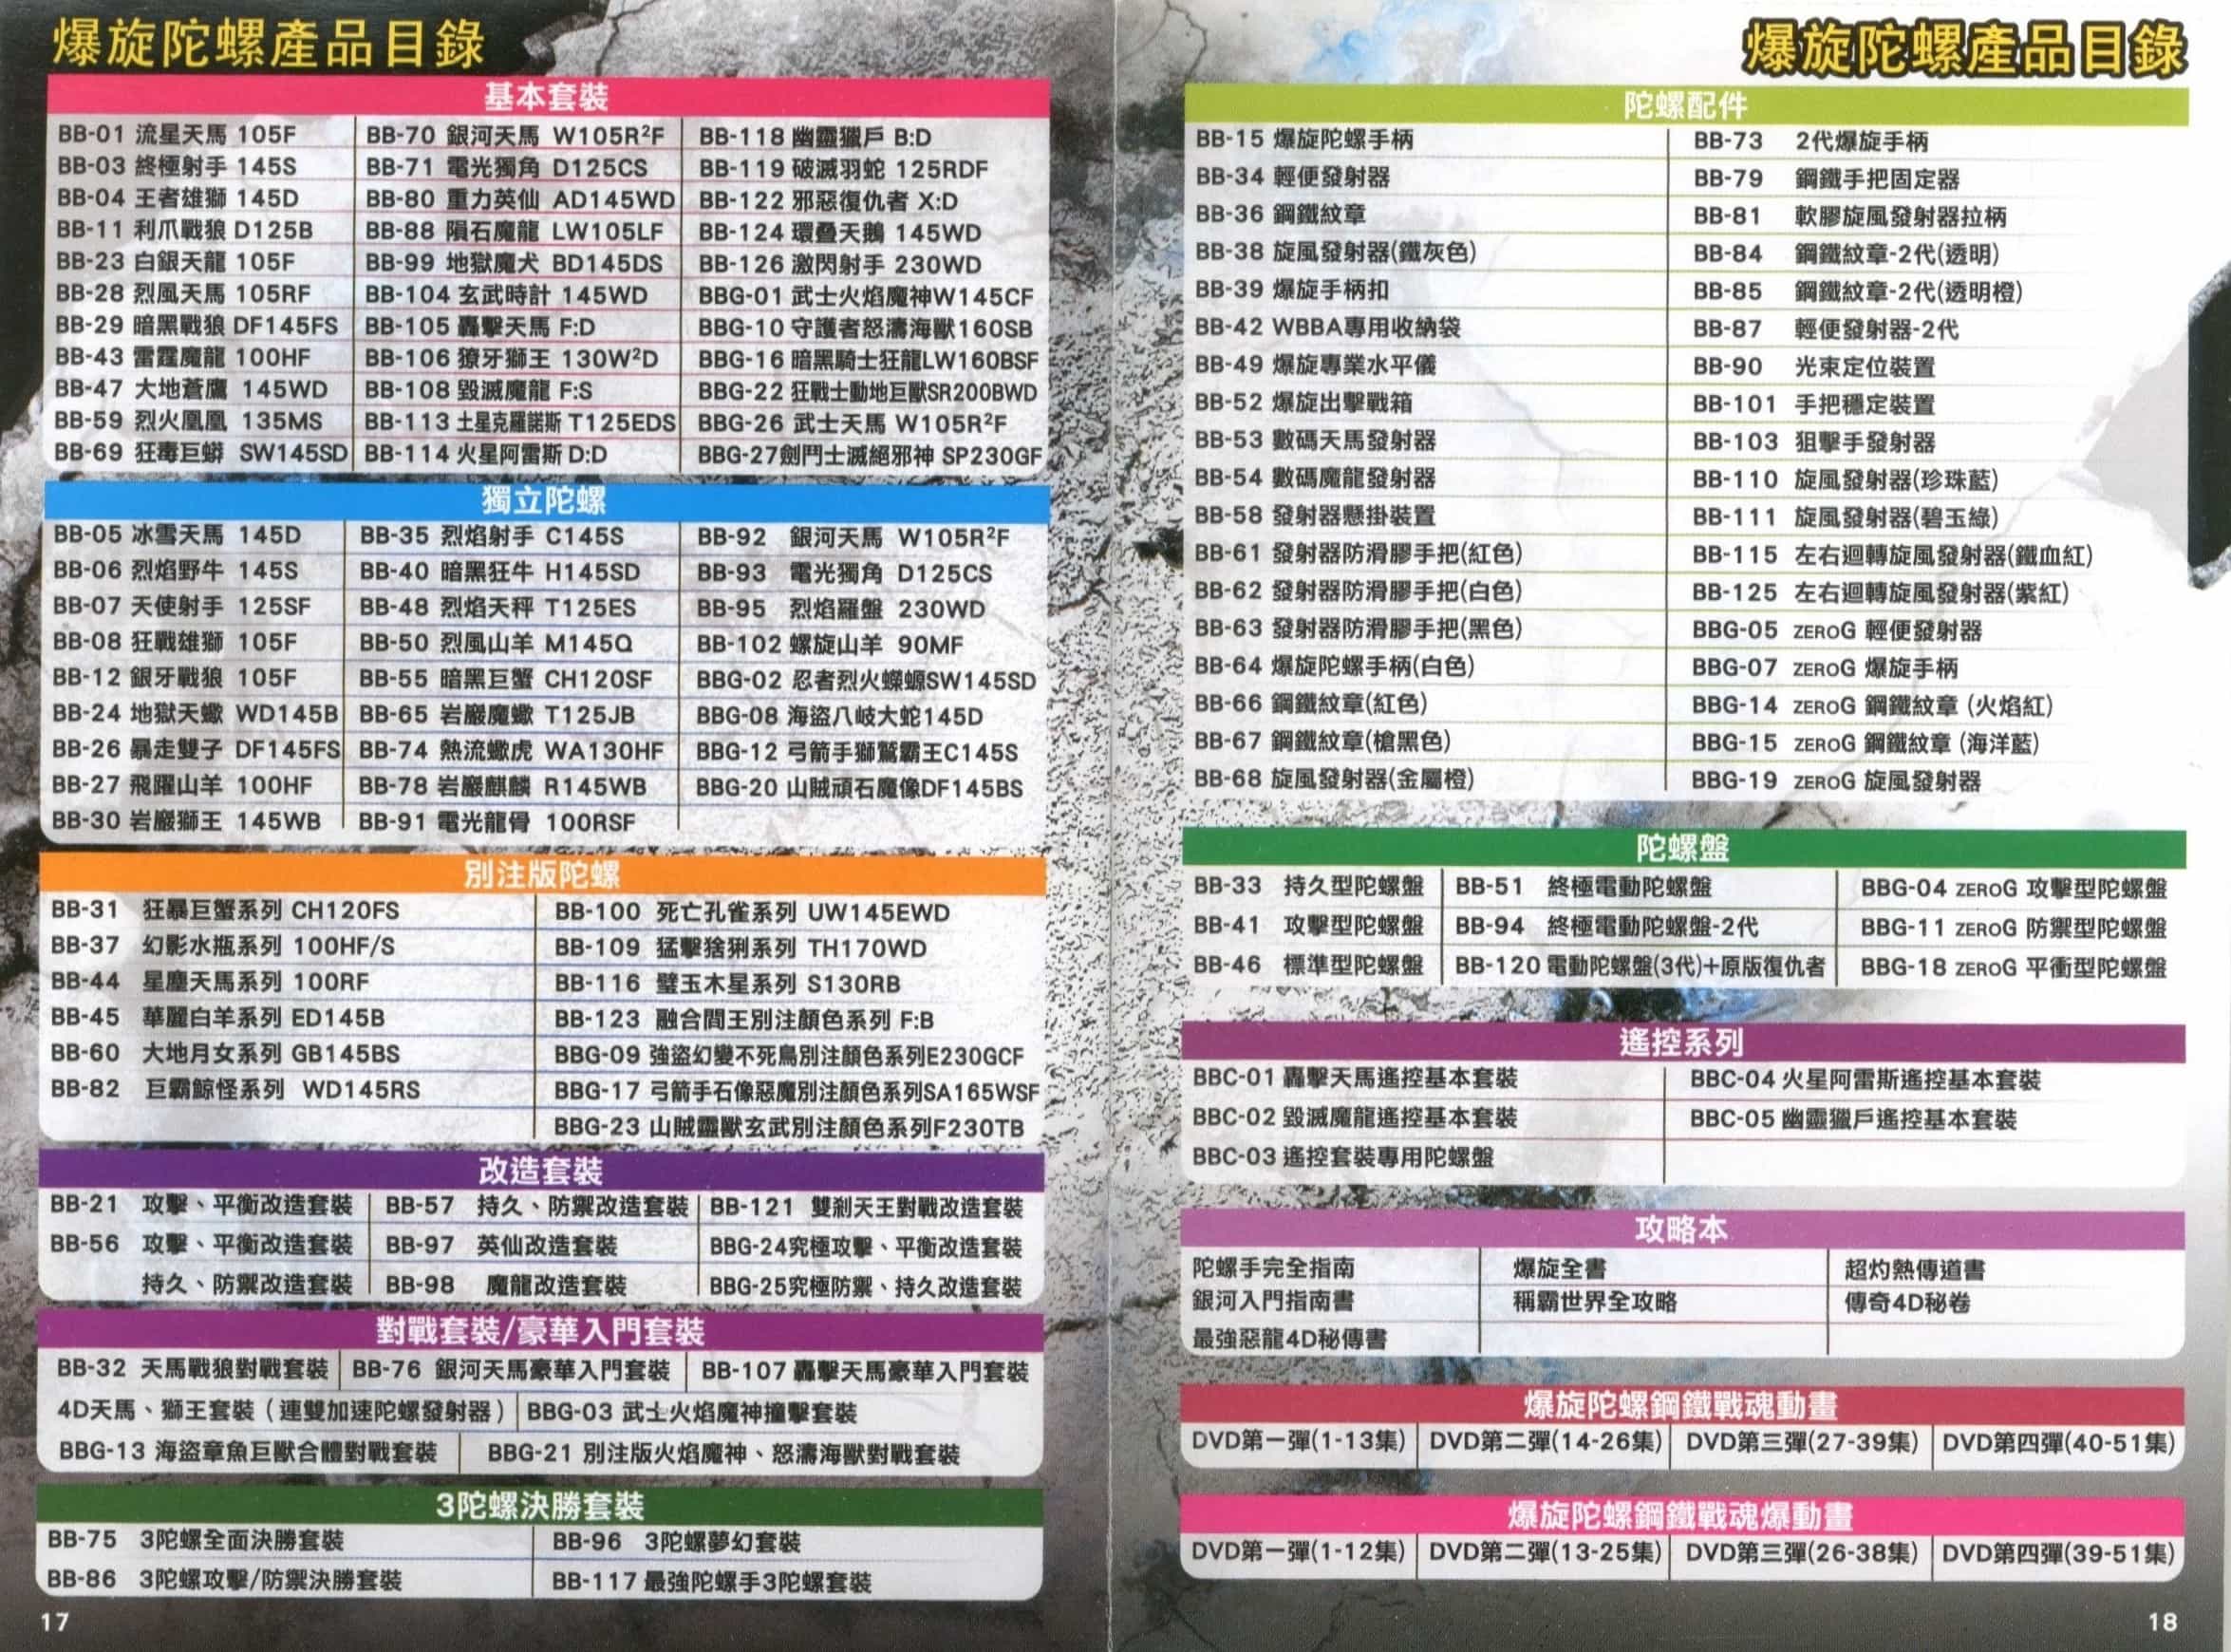 爆旋陀螺產品目錄
基本套裝
BB-01 流星天馬 105F
BB-03 終極射手 145S
BB-04 王者雄獅 145D
BB-11 利爪戰狼 D125B
BB-23 白銀天龍 105F
BB-28 烈風天馬 105RF
BB-29 暗黑戰狼 DF145FS
BB-43 雷霆魔龍 100HF
BB-47 大地蒼鷹 145WD
BB-59 烈火鳳凰 135MS
BB-69 狂毒巨蟒 SW145SD
BB-70 銀河天馬 W105R²F
BB-71 電光獨角 D125CS
BB-80 重力英仙 AD145WD
BB-88 隕石魔龍 LW105LF
BB-99 地獄魔犬 BD145DS
BB-104 玄武時計 145WD
BB-105 轟擊天馬 F:D
BB-106 獠牙獅王 130W²D
BB-108 毀滅魔龍 F:S
BB-113 土星克羅諾斯 T125EDS
BB-114 火星阿雷斯 D:D
BB-118 幽靈獵戶 B:D
BB-119 破滅羽蛇 125RDF
BB-122 邪惡復仇者 X:D
BB-124 環叠天鵝 145WD
BB-126 激閃射手 230WD
BBG-01 武士火焰魔神W145CF
BBG-10 守護者怒濤海獸160SB
BBG-16 暗黑騎士狂龍LW160BSF
BBG-22 狂戰士動地巨獸SR200BWD
BBG-26 武士天馬 W105R²F
BBG-27劍鬥士滅絕邪神 SP230GF
獨立陀螺
BB-05 冰雪天馬 145D
BB-06 烈焰野牛 145S
BB-07 天使射手 125SF
BB-08 狂戰雄獅 105F
BB-12 銀牙戰狼 105F
BB-24 地獄天蠍 WD145B
BB-26 暴走雙子 DF145FS
BB-27 飛躍山羊 100HF
BB-30 岩巖獅王 145WB
BB-35 烈焰射手 C145S
BB-40 暗黑狂牛 H145SD
BB-48 烈焰天秤 T125ES
BB-50 烈風山羊 M145Q
BB-55 暗黑巨蟹 CH120SF
BB-65 岩巖魔蠍 T125JB
BB-74 熱流蠍虎 WA130HF
BB-78 岩巖麒麟 R145WB
BB-91 電光龍骨 100RSF
BB-92 銀河天馬 W105R²F
BB-93 電光獨角 D125CS
BB-95 烈焰羅盤 230WD
BB-102 螺旋山羊 90MF
BBG-02 忍者烈火蠑螈SW145SD
BBG-08 海盜八岐大蛇145D
BBG-12 弓箭手獅鷲霸王C145S
BBG-20 山賊頑石魔像DF145BS
別注版陀螺
BB-31 狂暴巨蟹系列 CH120FS
BB-37 幻影水瓶系列 100HF/S
BB-44 星塵天馬系列 100RF
BB-45 華麗白羊系列 ED145B
BB-60 大地月女系列 GB145BS
BB-82 巨霸鯨怪系列 WD145RS
BB-100 死亡孔雀系列 UW145EWD
BB-109 猛擊猞猁系列 TH170WD
BB-116 璧玉木星系列 S130RB
BB-123 融合閻王別注顏色系列 F:B
BBG-09 強盜幻變不死鳥別注顏色系列E230GCF
BBG-17 弓箭手石像惡魔別注顏色系列SA165WSF
BBG-23 山賊靈獸玄武別注顏色系列F230TB
改造套裝
BB-21 攻擊、平衡改造套裝
BB-56 攻擊、平衡改造套裝
持久、防禦改造套裝
BB-57 持久、防禦改造套裝
BB-97 英仙改造套裝
BB-98 魔龍改造套裝
BB-121 雙剎天王對戰改造套裝
BBG-24究極攻擊、平衡改造套裝
BBG-25究極防禦、持久改造套裝
對戰套裝/豪華入門套裝
BB-32 天馬戰狼對戰套裝
BB-76 銀河天馬豪華入門套裝
BB-107 轟擊天馬豪華入門套裝
4D天馬、獅王套裝（連雙加速陀螺發射器）
BBG-03 武士火焰魔神撞擊套裝
BBG-13 海盜章魚巨獸合體對戰套裝
BBG-21 別注版火焰魔神、怒濤海獸對戰套裝
3陀螺決勝套裝
BB-75 3陀螺全面決勝套裝
BB-86 3陀螺攻擊/防禦決勝套裝
BB-96 3陀螺夢幻套裝
BB-117 最強陀螺手3陀螺套裝
17
爆旋陀螺產品目錄
陀螺配件
BB-15 爆旋陀螺手柄
BB-34 輕便發射器
BB-36 鋼鐵紋章
BB-38 旋風發射器(鐵灰色)
BB-39 爆旋手柄扣
BB-42 WBBA專用收納袋
BB-49 爆旋專業水平儀
BB-52 爆旋出擊戰箱
BB-53 數碼天馬發射器
BB-54 數碼魔龍發射器
BB-58 發射器懸掛裝置
BB-61 發射器防滑膠手把(紅色)
BB-62 發射器防滑膠手把(白色)
BB-63 發射器防滑膠手把(黑色)
BB-64 爆旋陀螺手柄(白色)
BB-66 鋼鐵紋章(紅色)
BB-67 鋼鐵紋章(槍黑色)
BB-68 旋風發射器(金屬橙)
BB-73 2代爆旋手柄
BB-79 鋼鐵手把固定器
BB-81 軟膠旋風發射器拉柄
BB-84 鋼鐵紋章-2代(透明)
BB-85 鋼鐵紋章-2代(透明橙)
BB-87 輕便發射器-2代
BB-90 光束定位裝置
BB-101 手把穩定裝置
BB-103 狙擊手發射器
BB-110 旋風發射器(珍珠藍)
BB-111 旋風發射器(碧玉綠)
BB-115 左右迴轉旋風發射器(鐵血紅)
BB-125 左右迴轉旋風發射器(紫紅)
BBG-05 ZEROG 輕便發射器
BBG-07 ZEROG 爆旋手柄
BBG-14 ZEROG 鋼鐵紋章 (火焰紅)
BBG-15 ZEROG 鋼鐵紋章 (海洋藍)
BBG-19 ZEROG 旋風發射器
陀螺盤
BB-33 持久型陀螺盤
BB-41 攻擊型陀螺盤
BB-46 標準型陀螺盤
BB-51 終極電動陀螺盤
BB-94 終極電動陀螺盤-2代
BB-120 電動陀螺盤(3代)+原版復仇者
BBG-04 ZEROG 攻擊型陀螺盤
BBG-11 ZEROG 防禦型陀螺盤
BBG-18 ZEROG 平衝型陀螺盤
遙控系列
BBC-01 轟擊天馬遙控基本套裝
BBC-02 毀滅魔龍遙控基本套裝
BBC-03 遙控套裝專用陀螺盤
BBC-04 火星阿雷斯遙控基本套裝
BBC-05 幽靈獵戶遙控基本套裝
攻略本
陀螺手完全指南
銀河入門指南書
最強惡龍4D秘傳書
爆旋全書
稱霸世界全攻略
超灼熱傳道書
傳奇4D秘卷
爆旋陀螺鋼鐵戰魂動畫
DVD第一彈(1-13集)
DVD第二彈(14-26集)
DVD第三彈(27-39集)
DVD第四彈(40-51集)
爆旋陀螺鋼鐵戰魂爆動畫
DVD第一彈(1-12集)
DVD第二彈(13-25集)
DVD第三彈(26-38集)
DVD第四彈(39-51集)
18